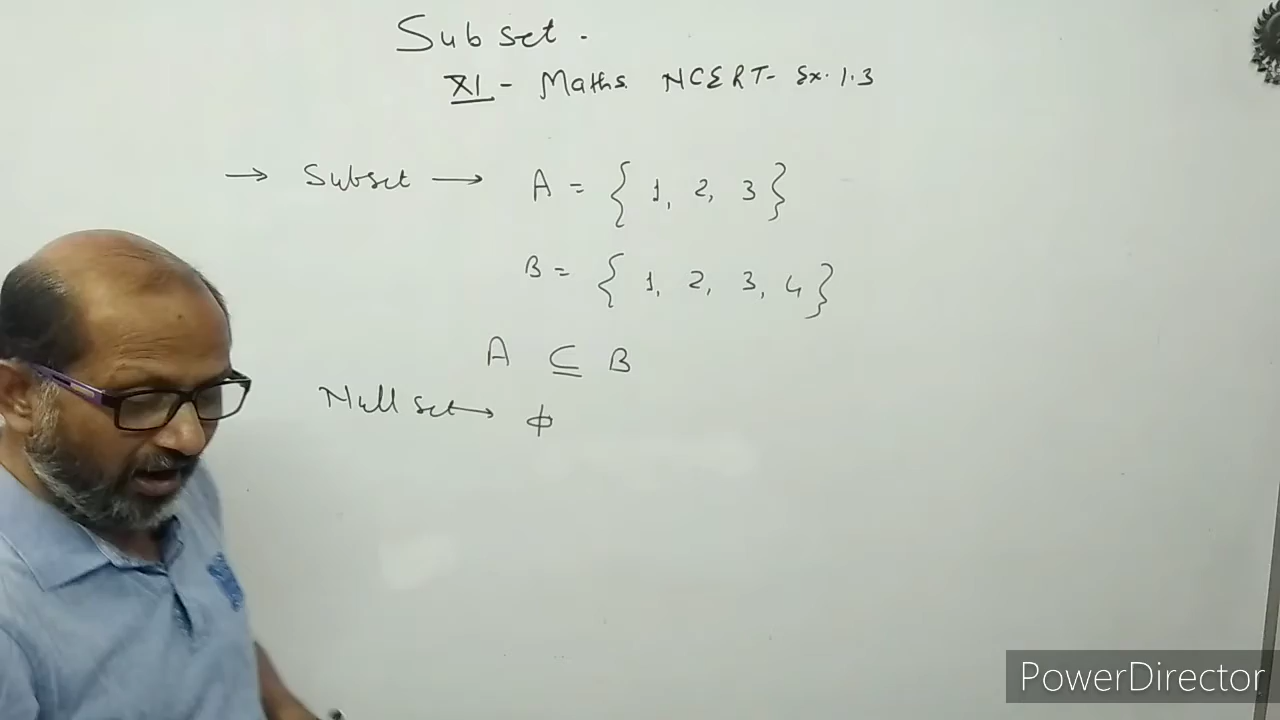 Subset.
XI - Maths NCERT - Ex. 1.3
→ Subset → A = { 1, 2, 3 }
B = { 1, 2, 3, 4 }
A ⊆ B
Null set → ϕ
PowerDirector